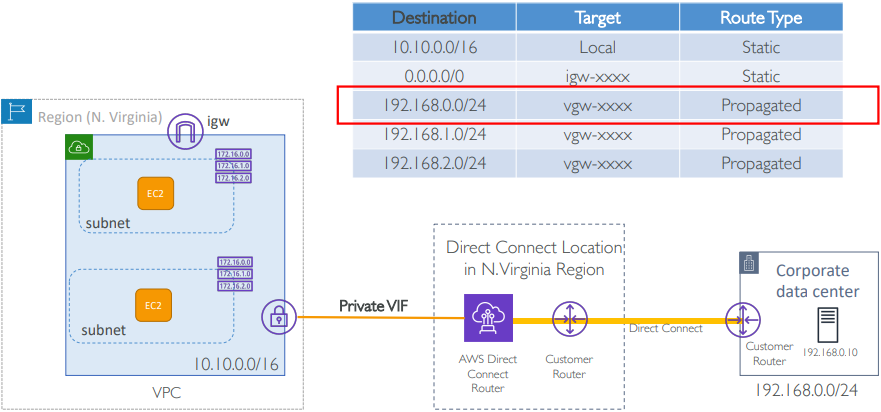 Destination Target Route Type
10.10.0.0/16 Local Static
0.0.0.0/0 igw-xxxx Static
192.168.0.0/24 vgw-xxxx Propagated
192.168.1.0/24 vgw-xxxx Propagated
192.168.2.0/24 vgw-xxxx Propagated
Region (N. Virginia)
igw
172.16.0.0
172.16.1.0
172.16.2.0
EC2
subnet
172.16.0.0
172.16.1.0
172.16.2.0
EC2
subnet
10.10.0.0/16
VPC
Private VIF
Direct Connect Location
in N.Virginia Region
AWS Direct
Connect
Router
Customer
Router
Direct Connect
Corporate
data center
Customer
Router
192.168.0.10
192.168.0.0/24